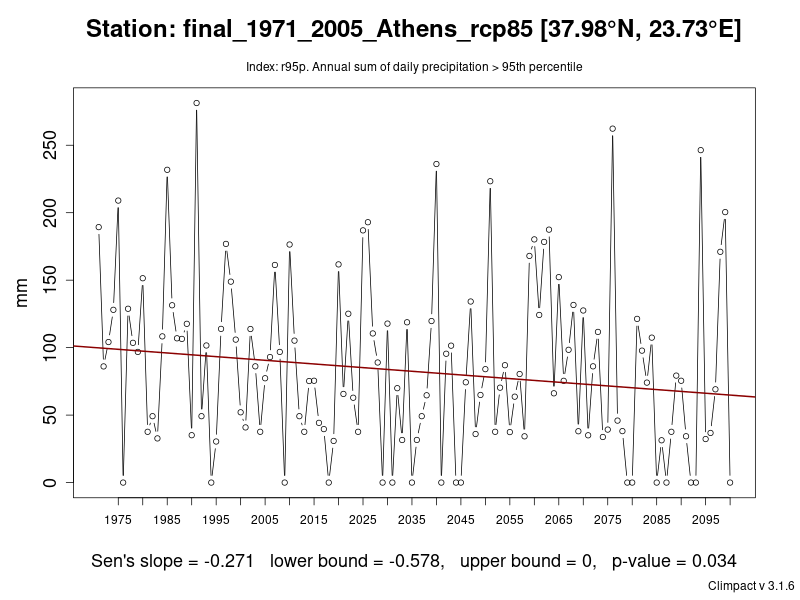 Station: final_1971_2005_Athens_rcp85 [37.98°N, 23.73°E]
Index: r95p. Annual sum of daily precipitation > 95th percentile
250
200
150
100
50
0
mm
1975 1985 1995 2005 2015 2025 2035 2045 2055 2065 2075 2085 2095
Sen's slope = -0.271 lower bound = -0.578, upper bound = 0, p-value = 0.034
Climpact v 3.1.6